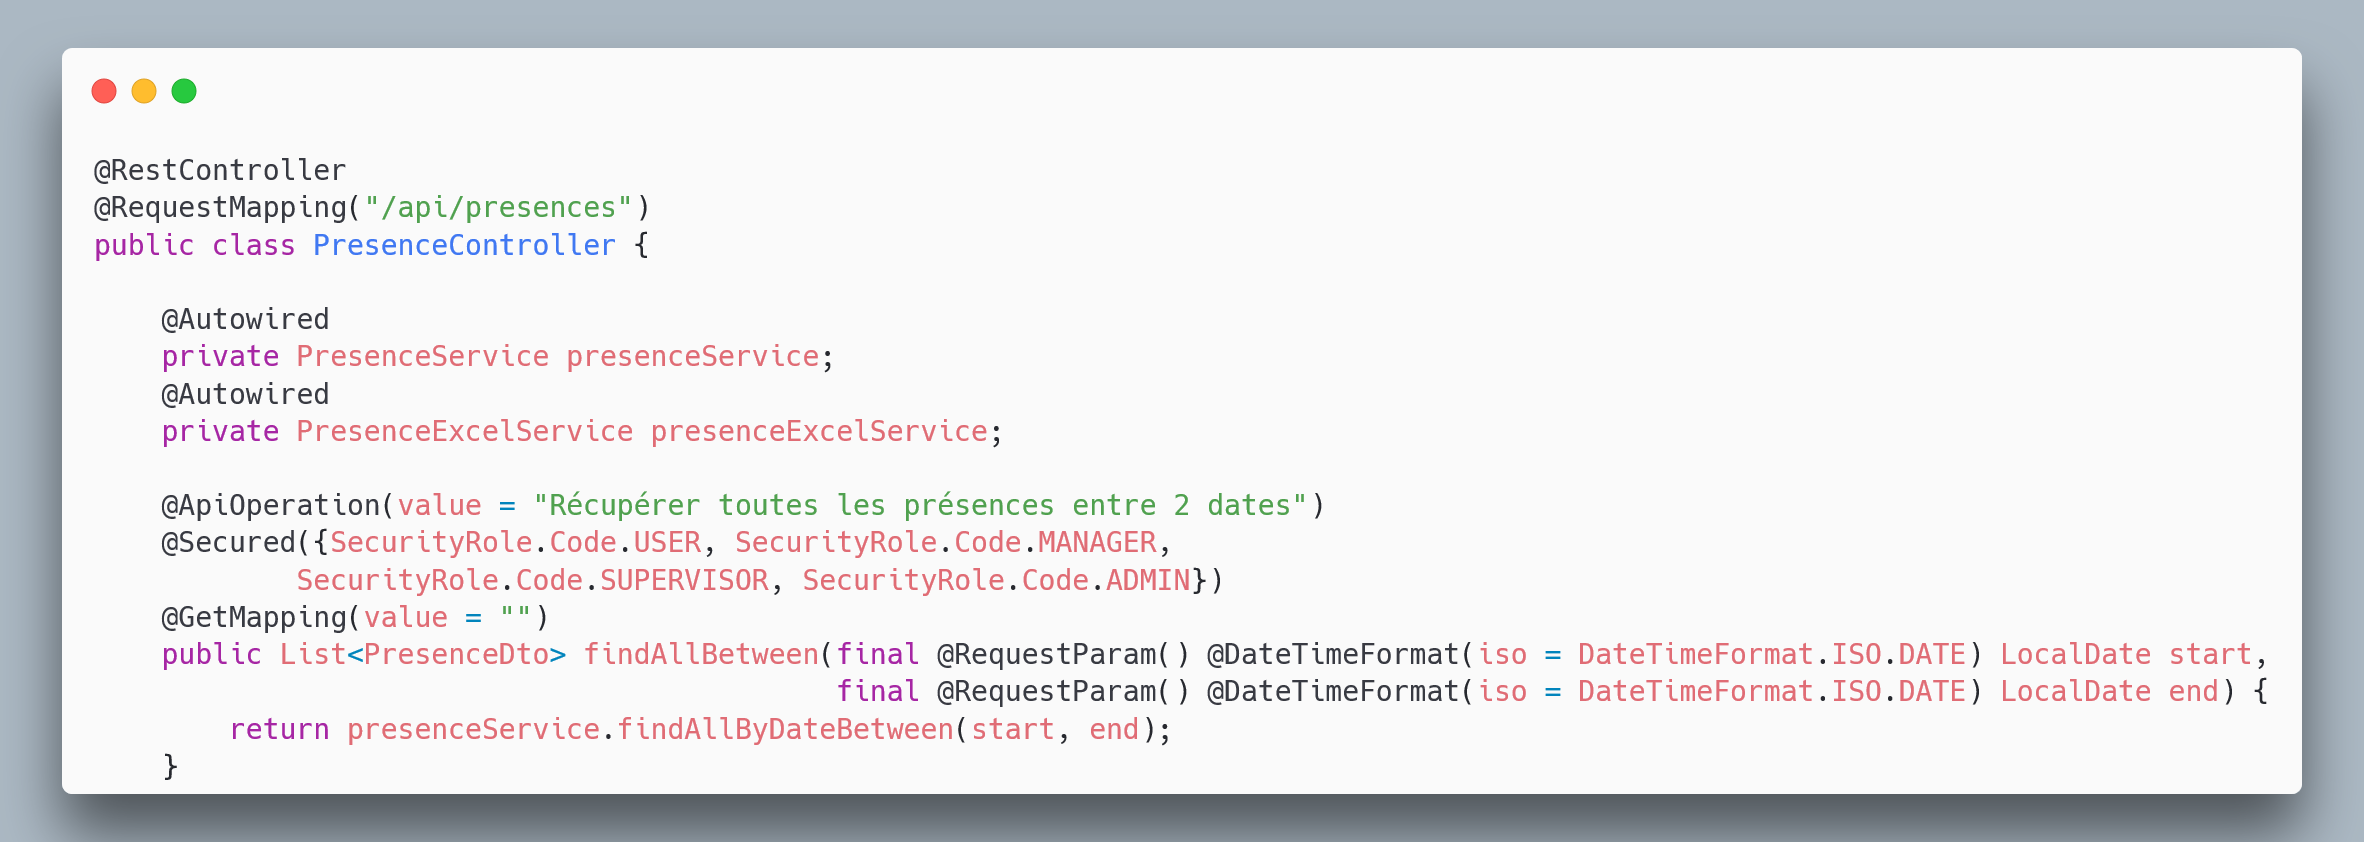 @RestController
@RequestMapping("/api/presences")
public class PresenceController {
@Autowired
private PresenceService presenceService;
@Autowired
private PresenceExcelService presenceExcelService;
@ApiOperation(value = "Récupérer toutes les présences entre 2 dates")
@Secured({SecurityRole.Code.USER, SecurityRole.Code.MANAGER,
SecurityRole.Code.SUPERVISOR, SecurityRole.Code.ADMIN})
@GetMapping(value = "")
public List<PresenceDto> findAllBetween(final @RequestParam() @DateTimeFormat(iso = DateTimeFormat.ISO.DATE) LocalDate start,
final @RequestParam() @DateTimeFormat(iso = DateTimeFormat.ISO.DATE) LocalDate end) {
return presenceService.findAllByDateBetween(start, end);
}